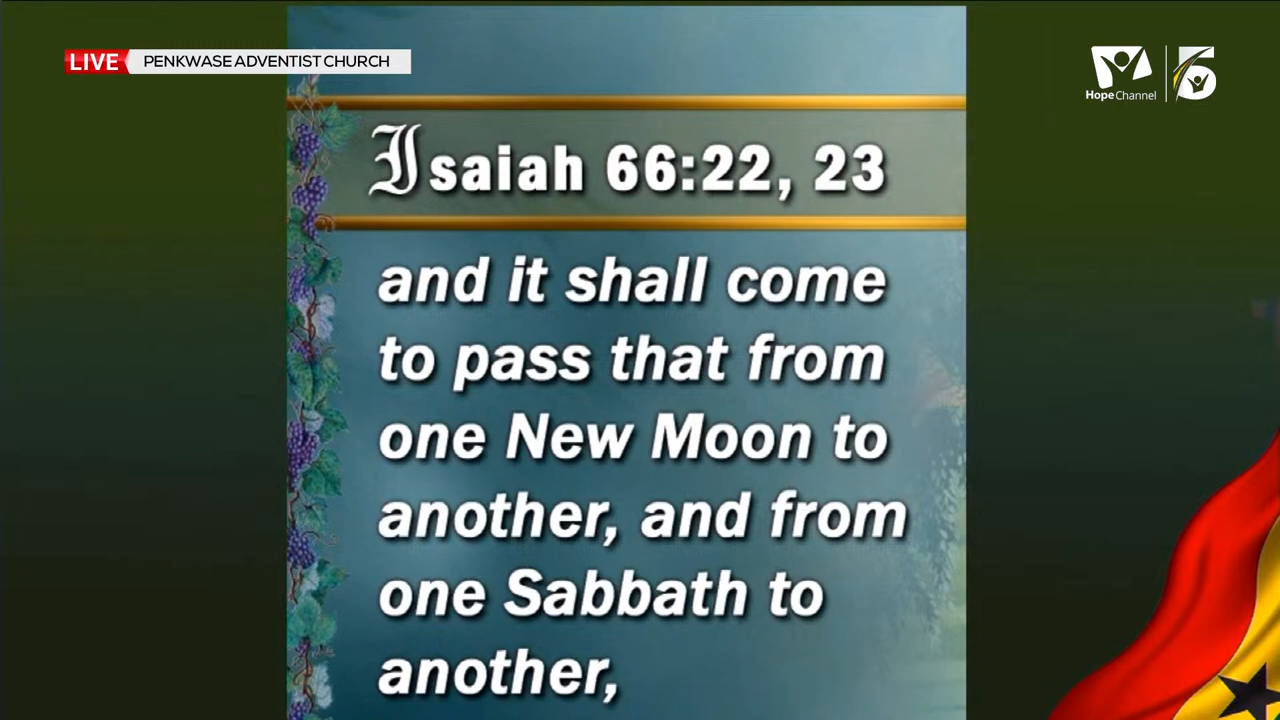 LIVE PENKWASE ADVENTIST CHURCH
Hope Channel 5
Isaiah 66:22, 23
and it shall come
to pass that from
one New Moon to
another, and from
one Sabbath to
another,